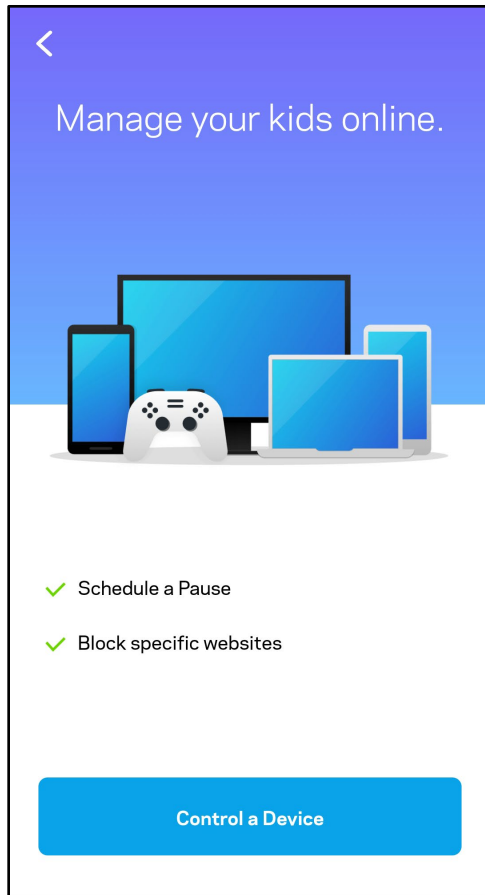 Manage your kids online.
Schedule a Pause
Block specific websites
Control a Device